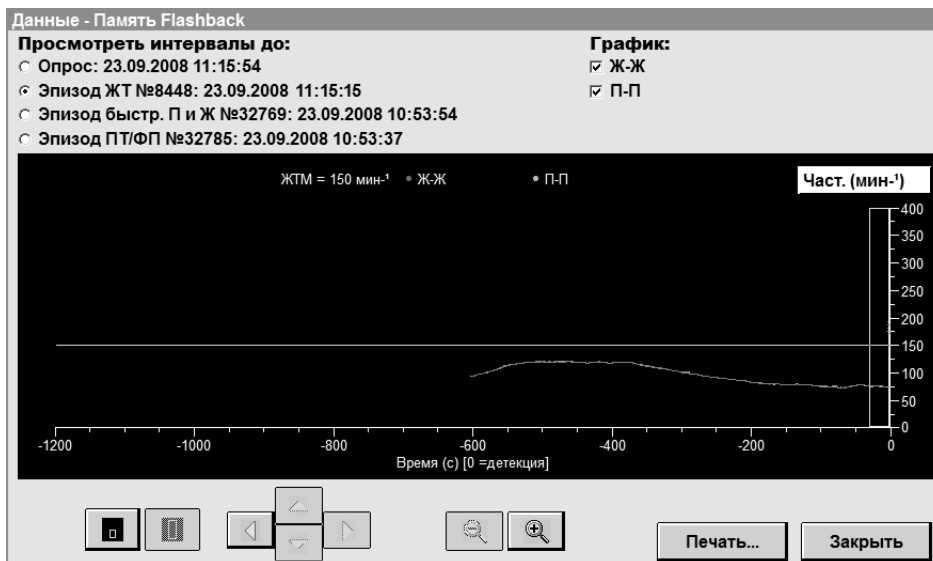 Данные - Память Flashback
Просмотреть интервалы до:
График:
Опрос: 23.09.2008 11:15:54
Ж-Ж
Эпизод ЖТ №8448: 23.09.2008 11:15:15
П-П
Эпизод быстр. П и Ж №32769: 23.09.2008 10:53:54
Эпизод ПТ/ФП №32785: 23.09.2008 10:53:37
ЖТМ = 150 мин-¹ Ж-Ж П-П
Част. (мин-¹)
400
350
300
250
200
150
100
50
0
-1200 -1000 -800 -600 -400 -200 0
Время (с) [0 =детекция]
Печать... Закрыть